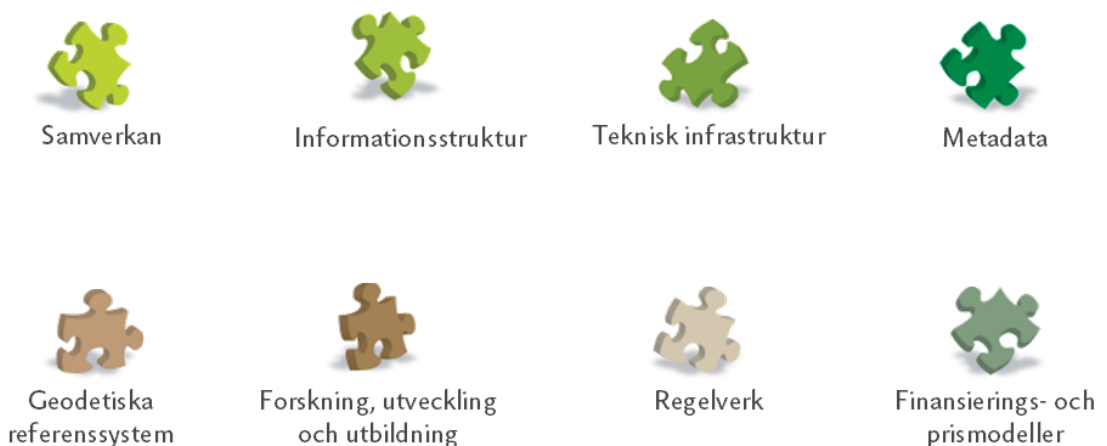 Samverkan
Informationsstruktur
Teknisk infrastruktur
Metadata
Geodetiska
referenssystem
Forskning, utveckling
och utbildning
Regelverk
Finansierings- och
prismodeller